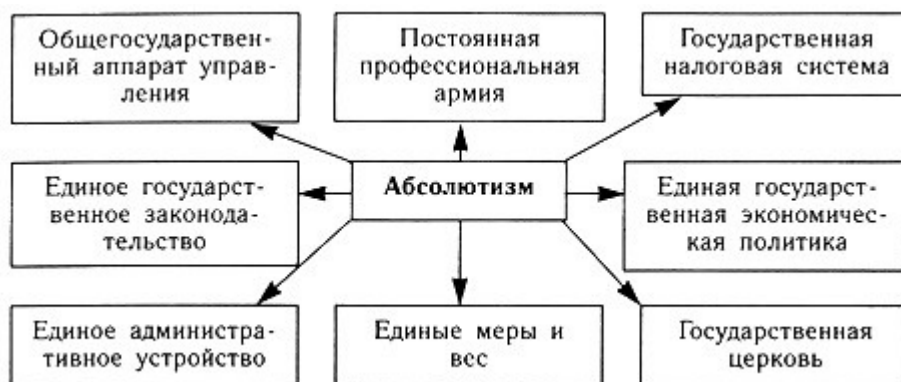 Общегосударствен-
ный аппарат управ-
ления
Постоянная
профессиональная
армия
Государственная
налоговая система
Единое государст-
венное законода-
тельство
Абсолютизм
Единая государст-
венная экономичес-
кая политика
Единое администра-
тивное устройство
Единые меры и
вес
Государственная
церковь